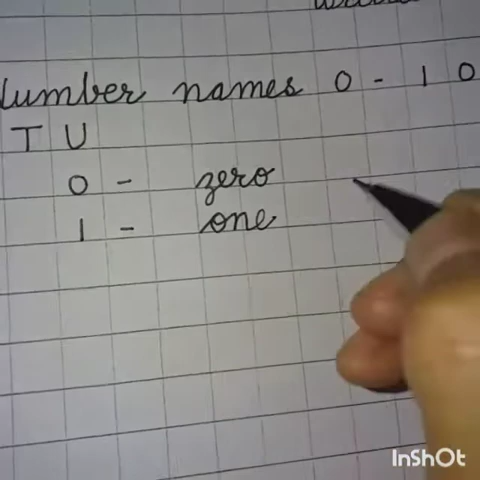 Number names 0 - 10
T U
0 - zero
1 - one
InShOt